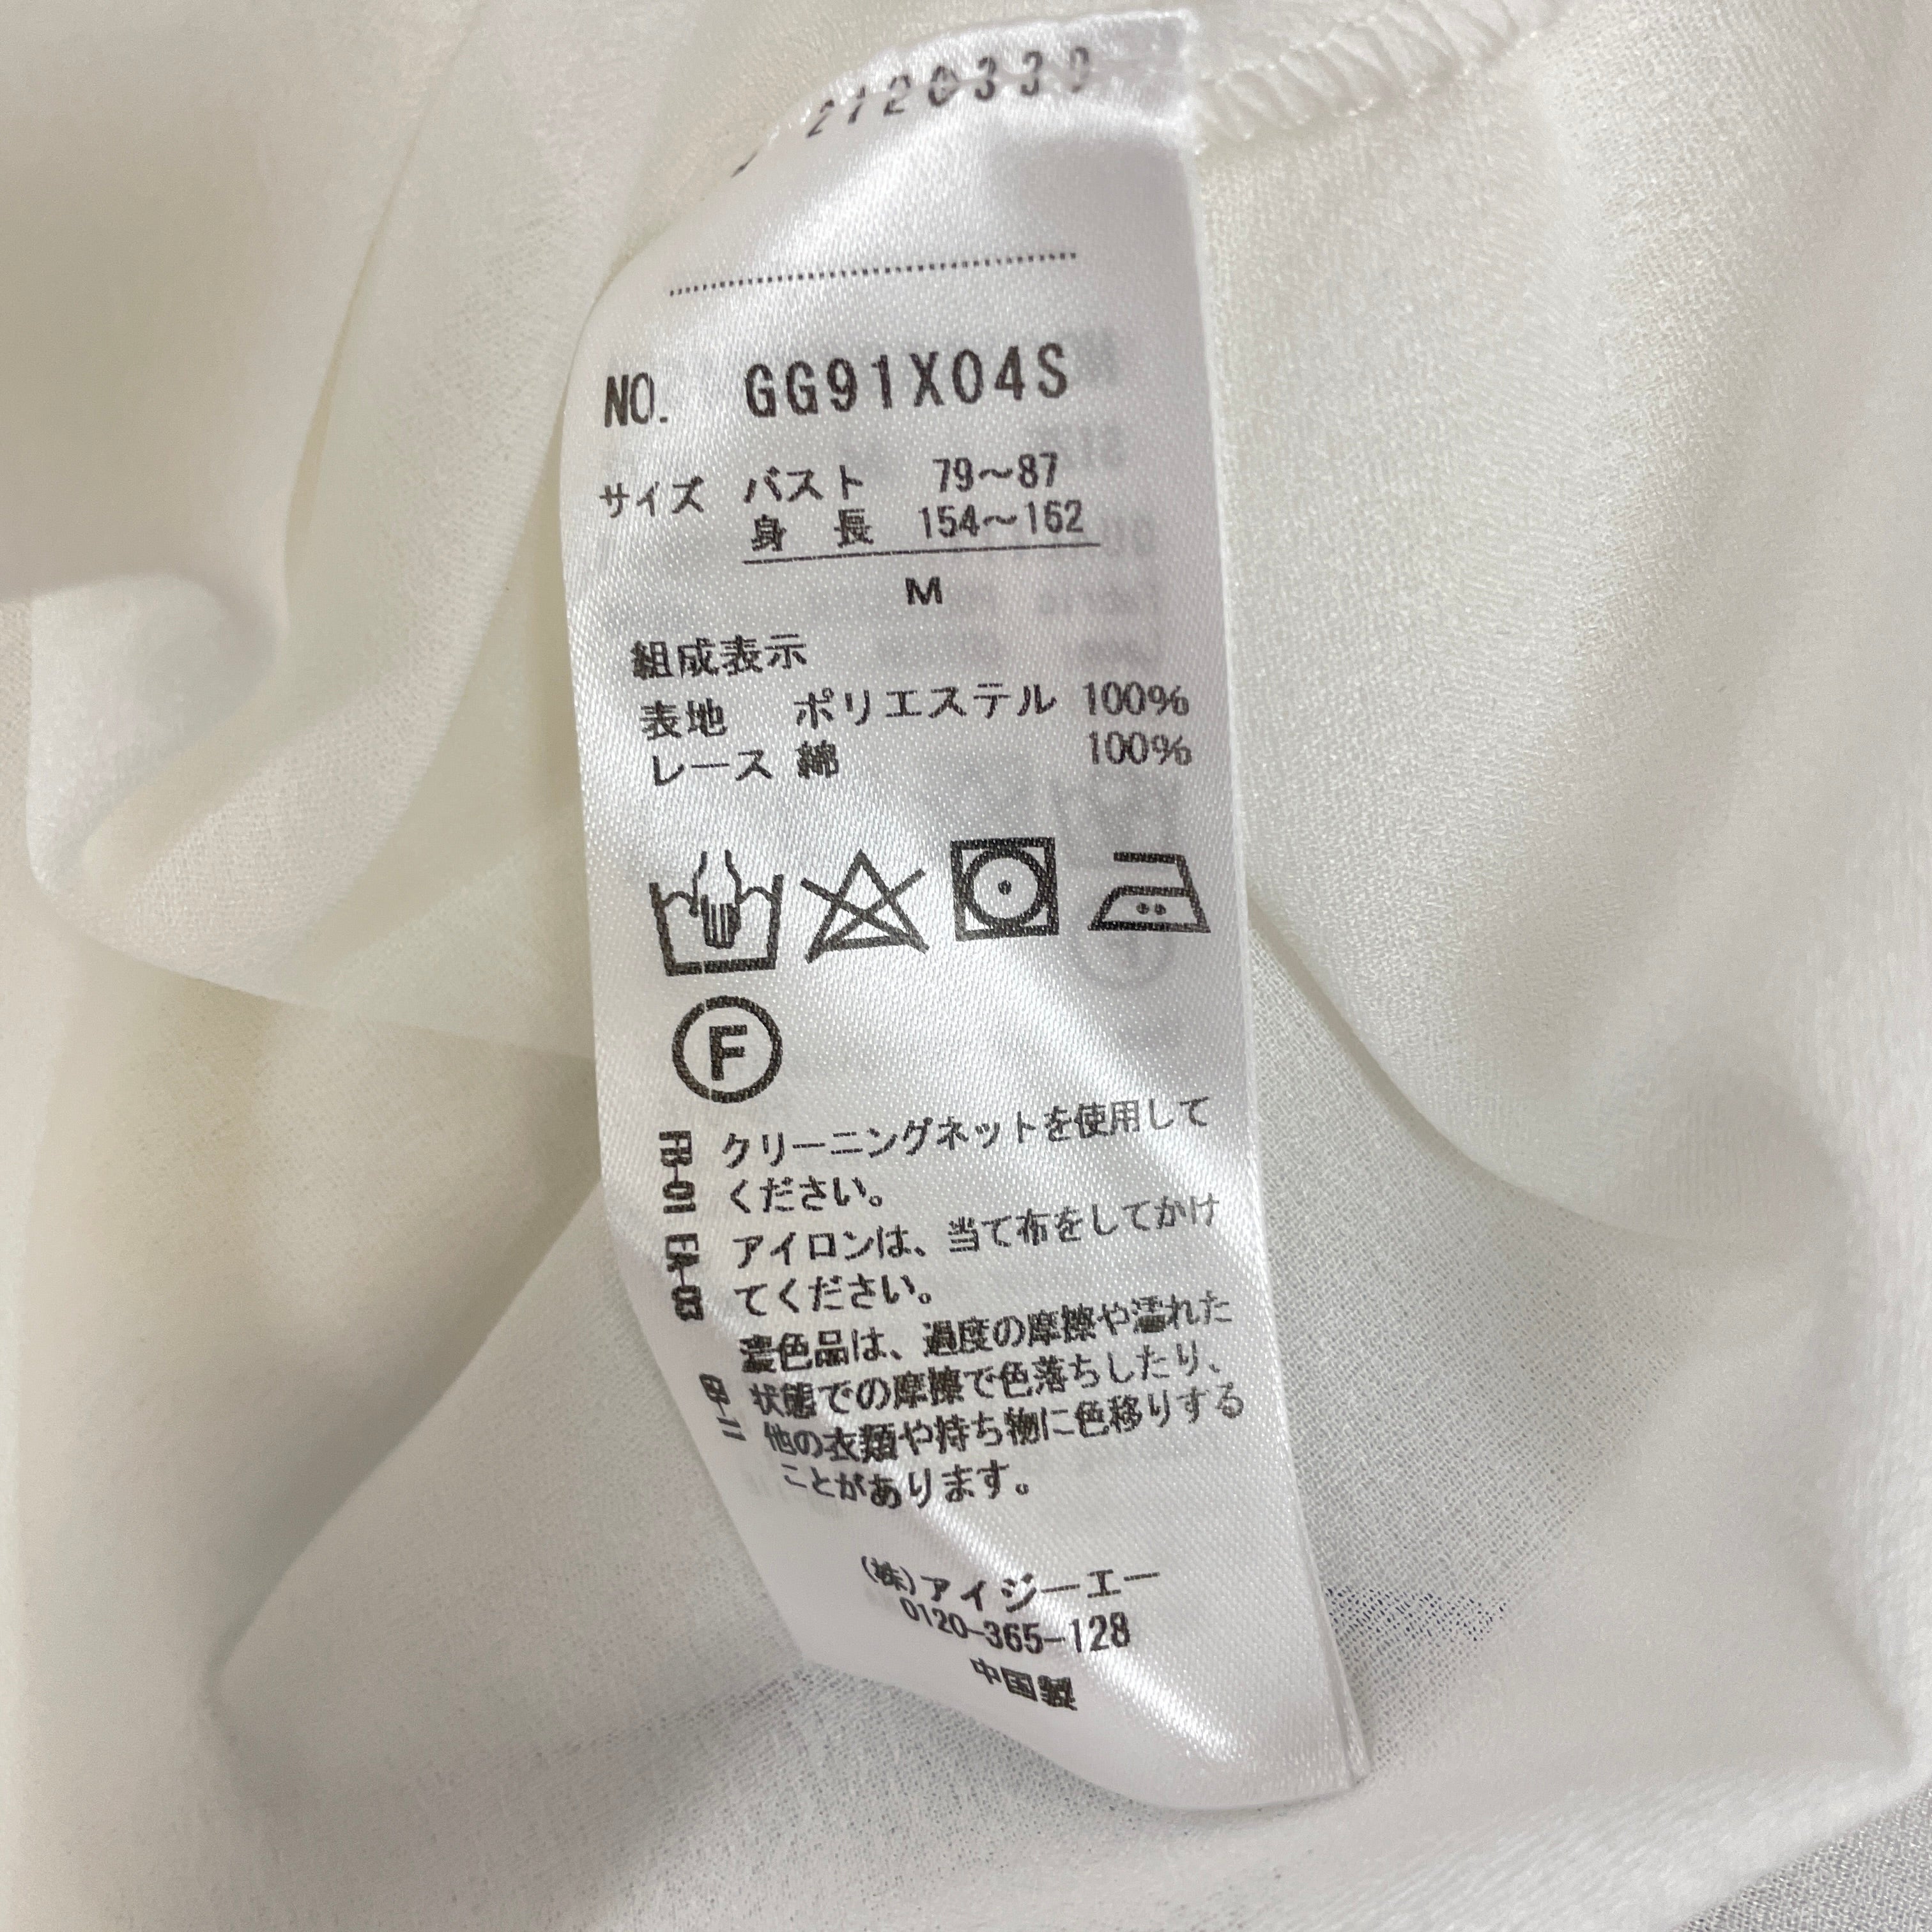 2120330
NO. GG91X04S
サイズ バスト 79～87
身長 154～162
M
組成表示
表地 ポリエステル 100%
レース 綿 100%
F
クリーニングネットを使用して
ください。
アイロンは、当て布をしてかけ
てください。
濃色品は、過度の摩擦や濡れた
状態での摩擦で色落ちしたり、
他の衣類や持ち物に色移りする
ことがあります。
FB-01
EA-03
(株)アイジーエー
0120-365-128
中国製